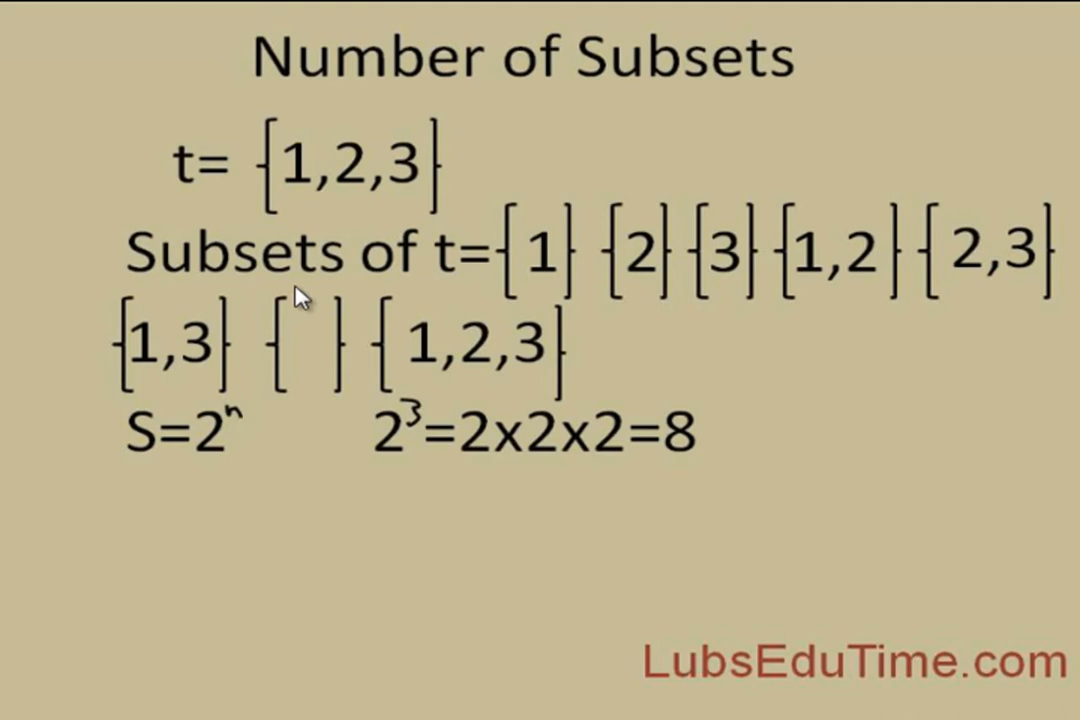 Number of Subsets
t= {1,2,3}
Subsets of t={1} {2} {3} {1,2} { 2,3}
{1,3} { } { 1,2,3}
S=2ⁿ 2³=2x2x2=8
LubsEduTime.com